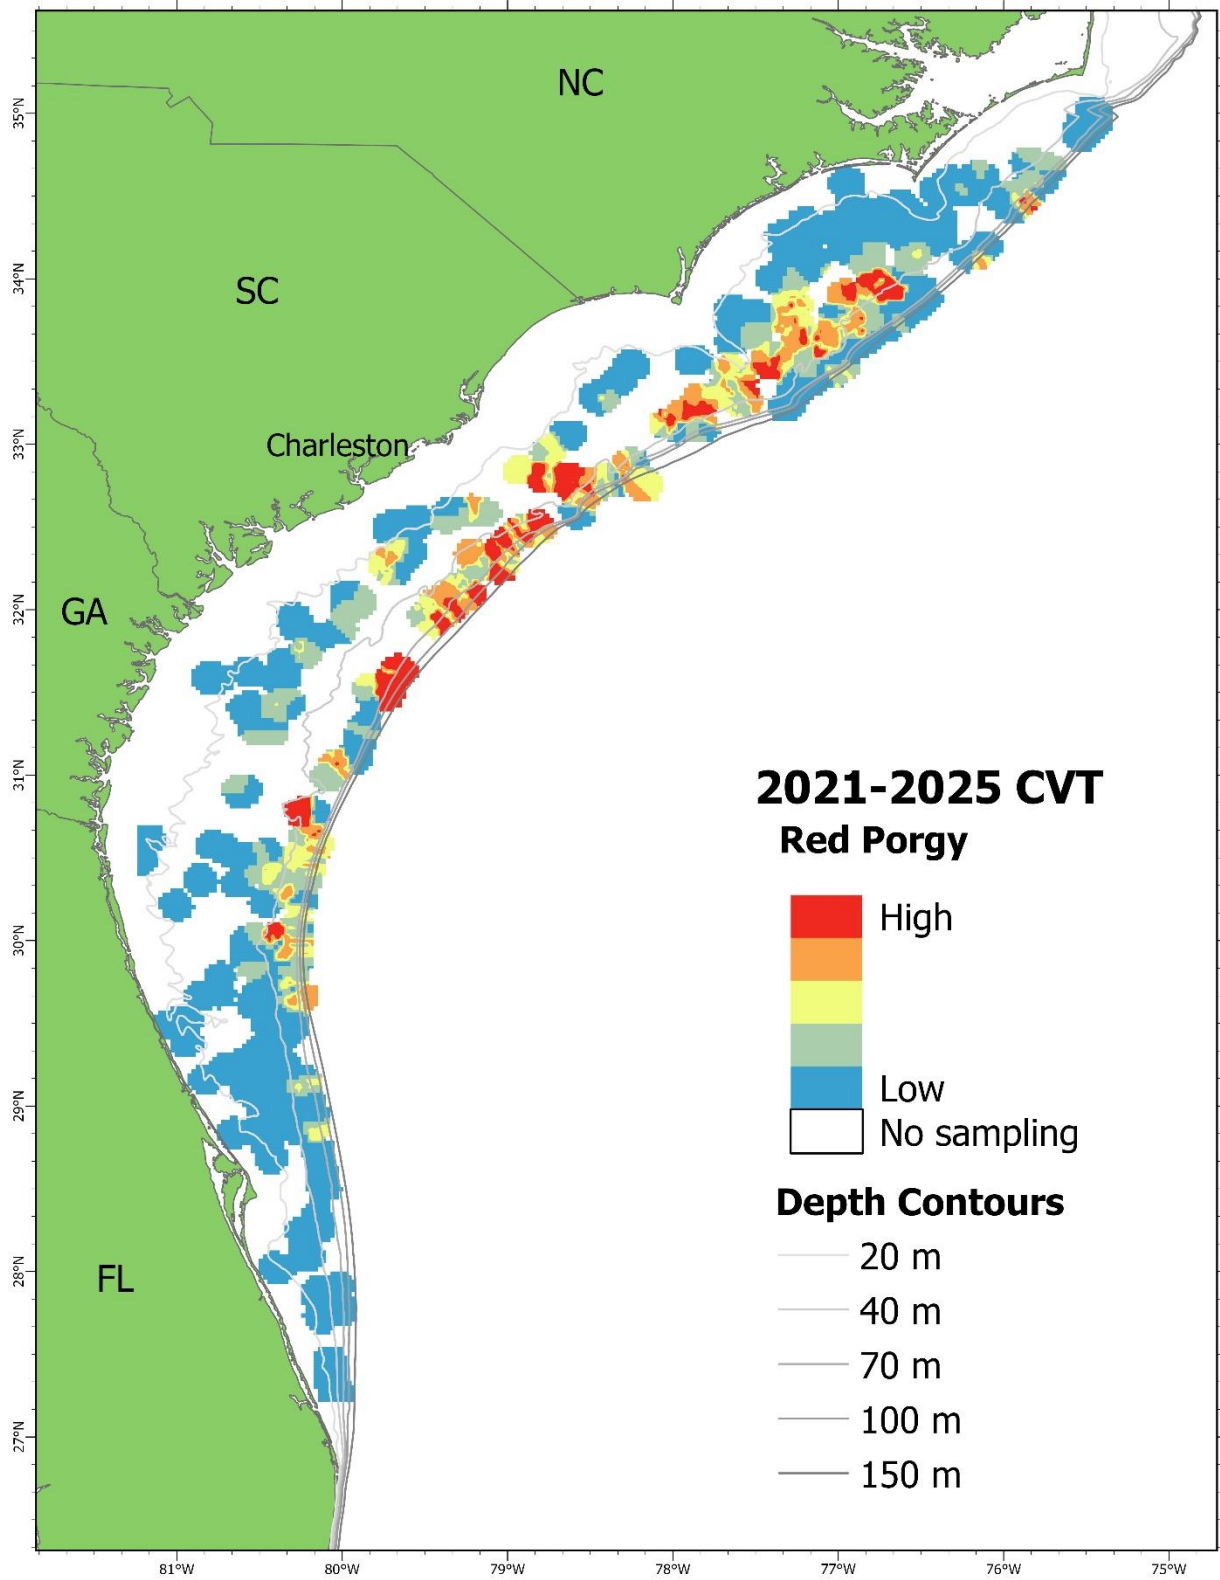 NC
SC
Charleston
GA
FL
35°N
34°N
33°N
32°N
31°N
30°N
29°N
28°N
27°N
2021-2025 CVT
Red Porgy
High
Low
No sampling
Depth Contours
20 m
40 m
70 m
100 m
150 m
81°W
80°W
79°W
78°W
77°W
76°W
75°W